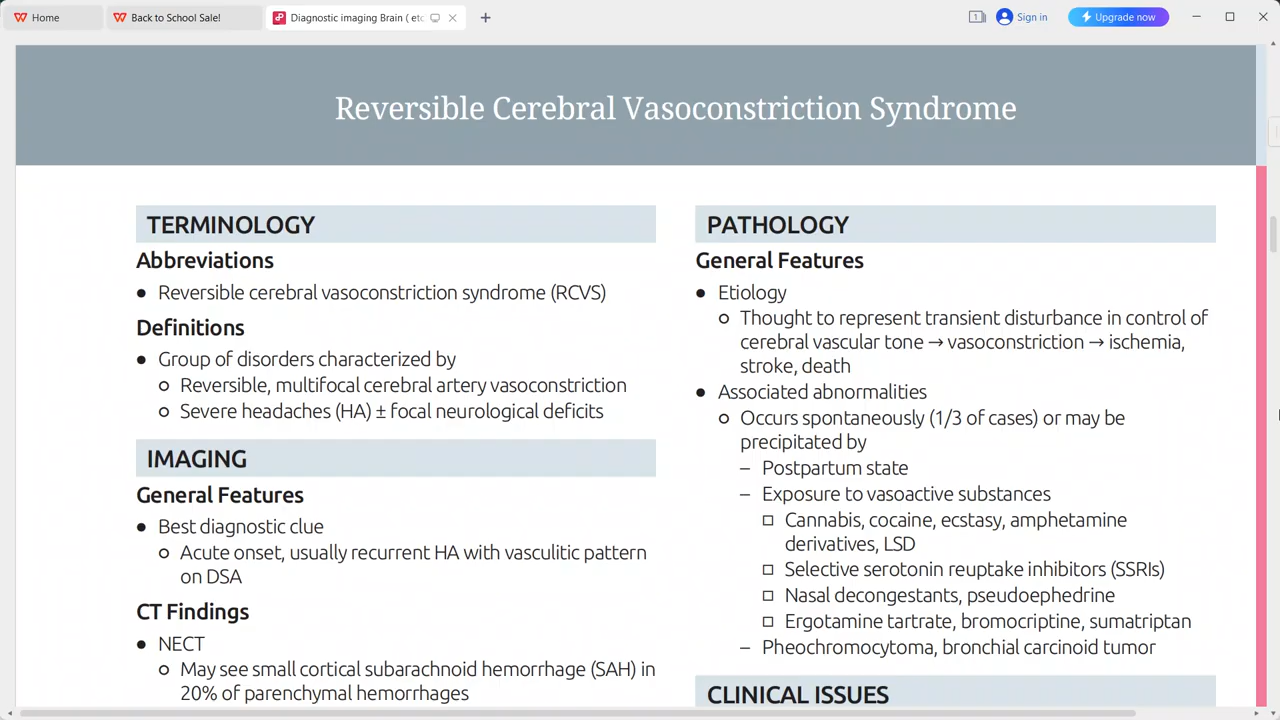 Home
Back to School Sale!
Diagnostic imaging Brain ( etc
1
Sign in
Upgrade now
Reversible Cerebral Vasoconstriction Syndrome
TERMINOLOGY
Abbreviations
● Reversible cerebral vasoconstriction syndrome (RCVS)
Definitions
● Group of disorders characterized by
○ Reversible, multifocal cerebral artery vasoconstriction
○ Severe headaches (HA) ± focal neurological deficits
IMAGING
General Features
● Best diagnostic clue
○ Acute onset, usually recurrent HA with vasculitic pattern
on DSA
CT Findings
● NECT
○ May see small cortical subarachnoid hemorrhage (SAH) in
20% of parenchymal hemorrhages
PATHOLOGY
General Features
● Etiology
○ Thought to represent transient disturbance in control of
cerebral vascular tone → vasoconstriction → ischemia,
stroke, death
● Associated abnormalities
○ Occurs spontaneously (1/3 of cases) or may be
precipitated by
– Postpartum state
– Exposure to vasoactive substances
□ Cannabis, cocaine, ecstasy, amphetamine
derivatives, LSD
□ Selective serotonin reuptake inhibitors (SSRIs)
□ Nasal decongestants, pseudoephedrine
□ Ergotamine tartrate, bromocriptine, sumatriptan
– Pheochromocytoma, bronchial carcinoid tumor
CLINICAL ISSUES